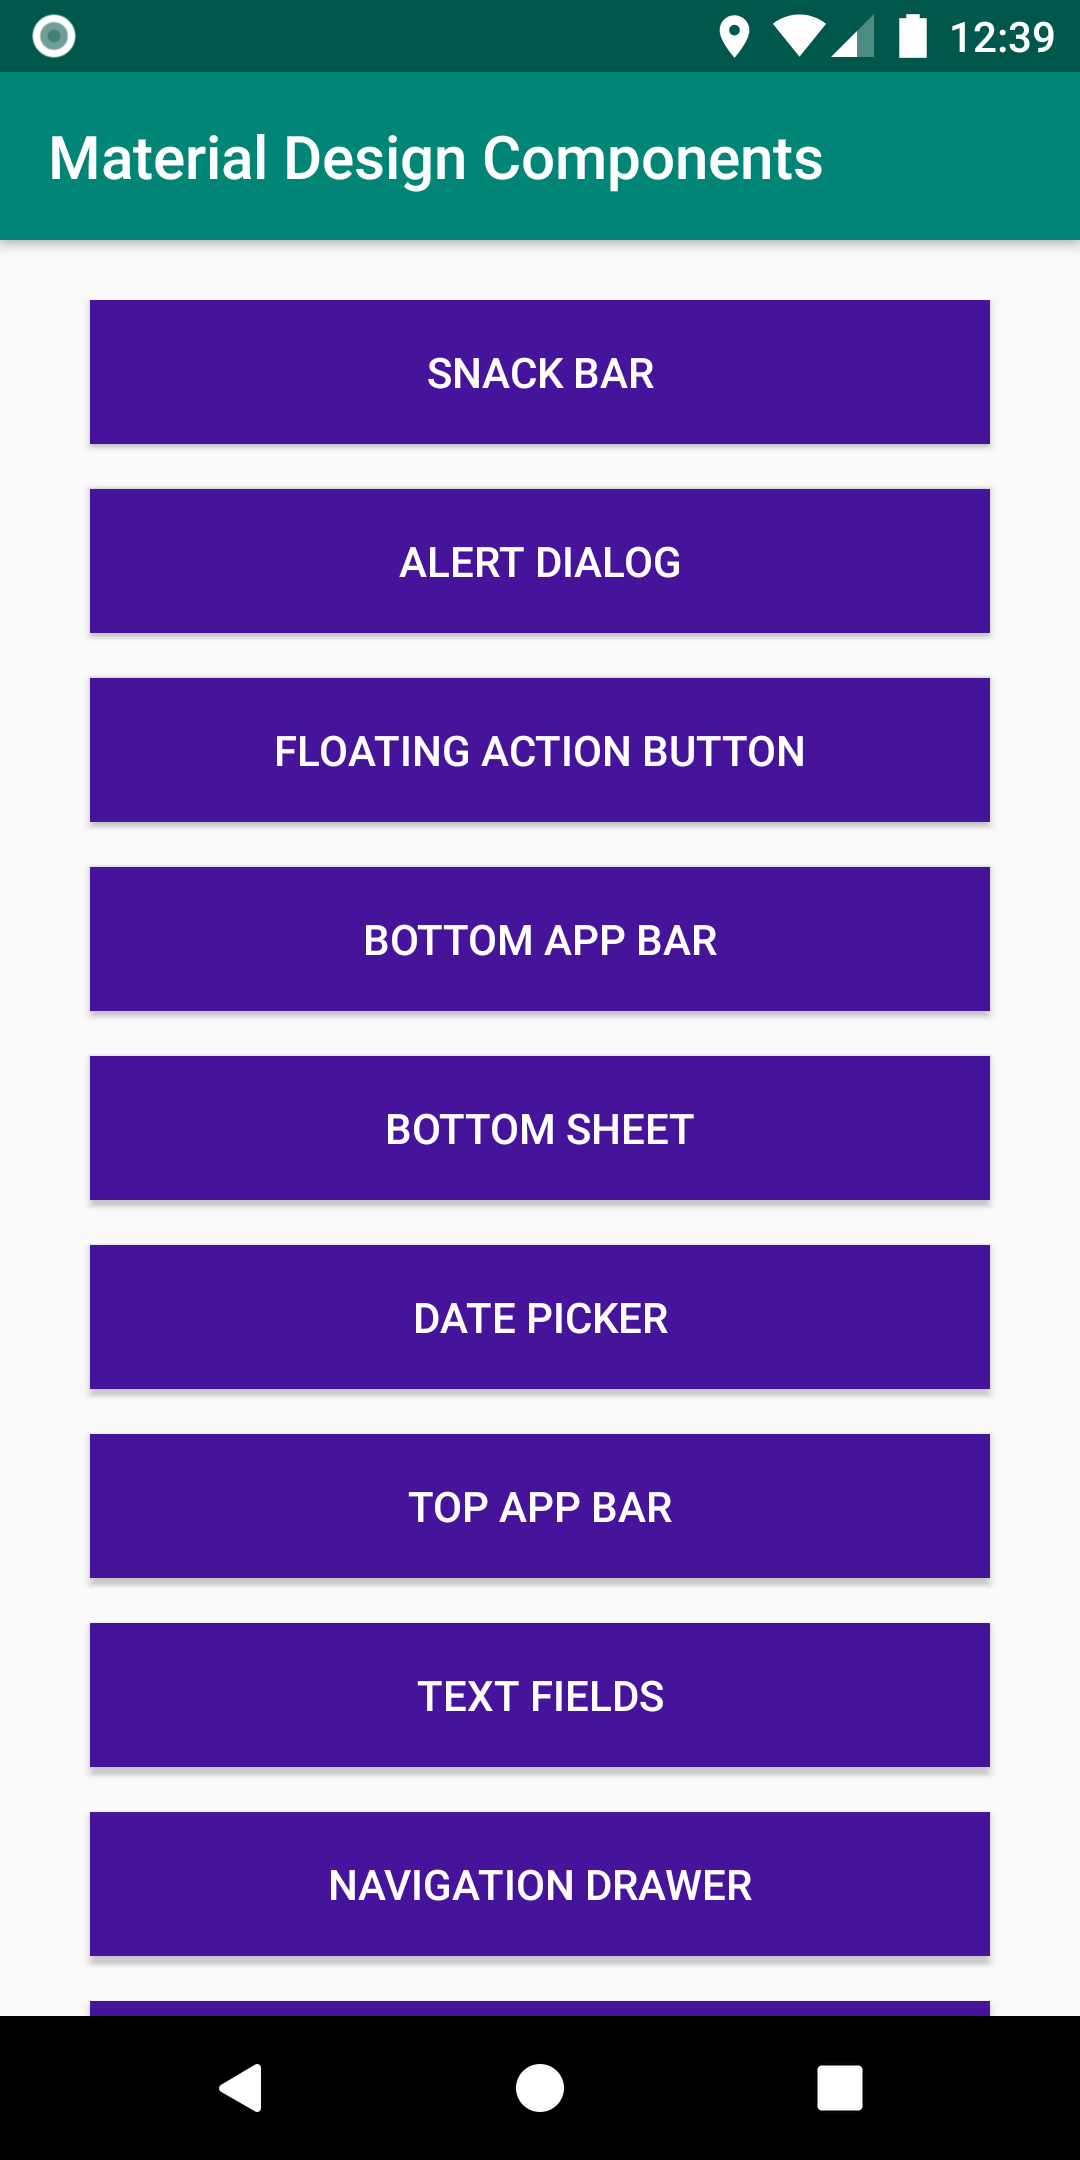 12:39
Material Design Components
SNACK BAR
ALERT DIALOG
FLOATING ACTION BUTTON
BOTTOM APP BAR
BOTTOM SHEET
DATE PICKER
TOP APP BAR
TEXT FIELDS
NAVIGATION DRAWER